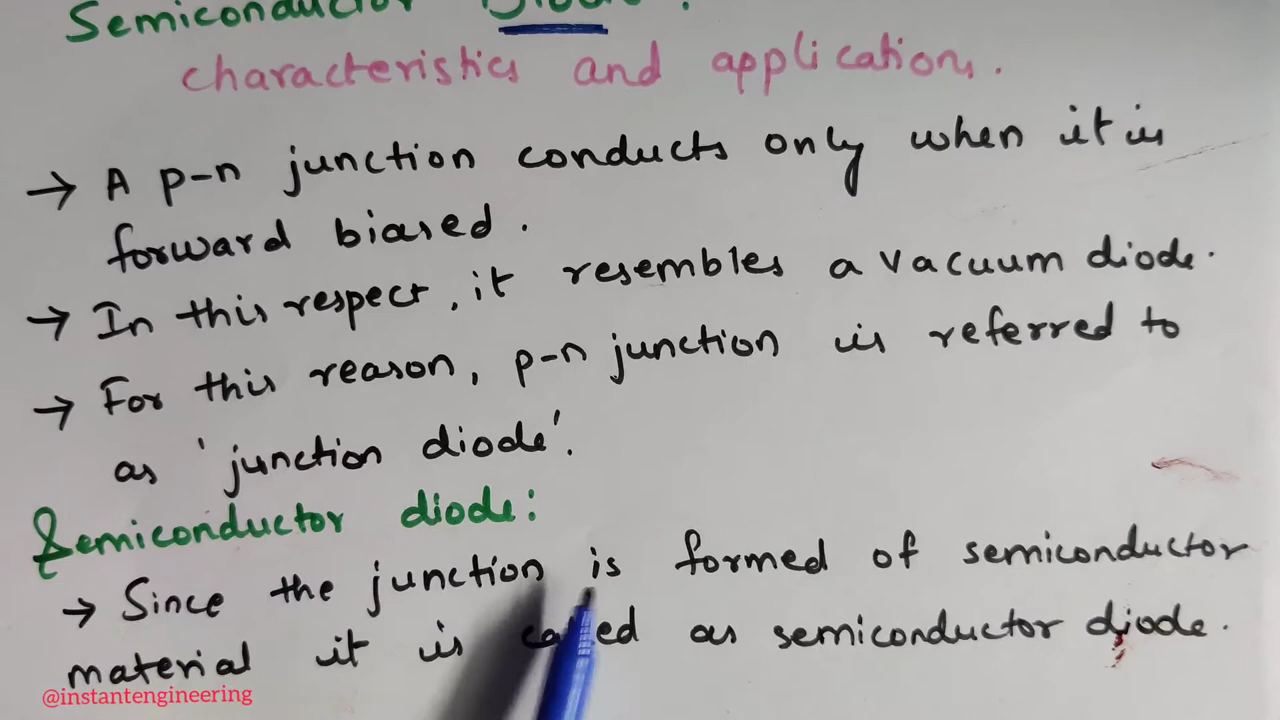 Semiconductor Diode:
characteristics and applications.
→ A p-n junction conducts only when it is
forward biased.
→ In this respect, it resembles a vacuum diode.
→ For this reason, p-n junction is referred to
as 'junction diode'.
Semiconductor diode:
→ Since the junction is formed of semiconductor
material it is called as semiconductor diode.
@instantengineering